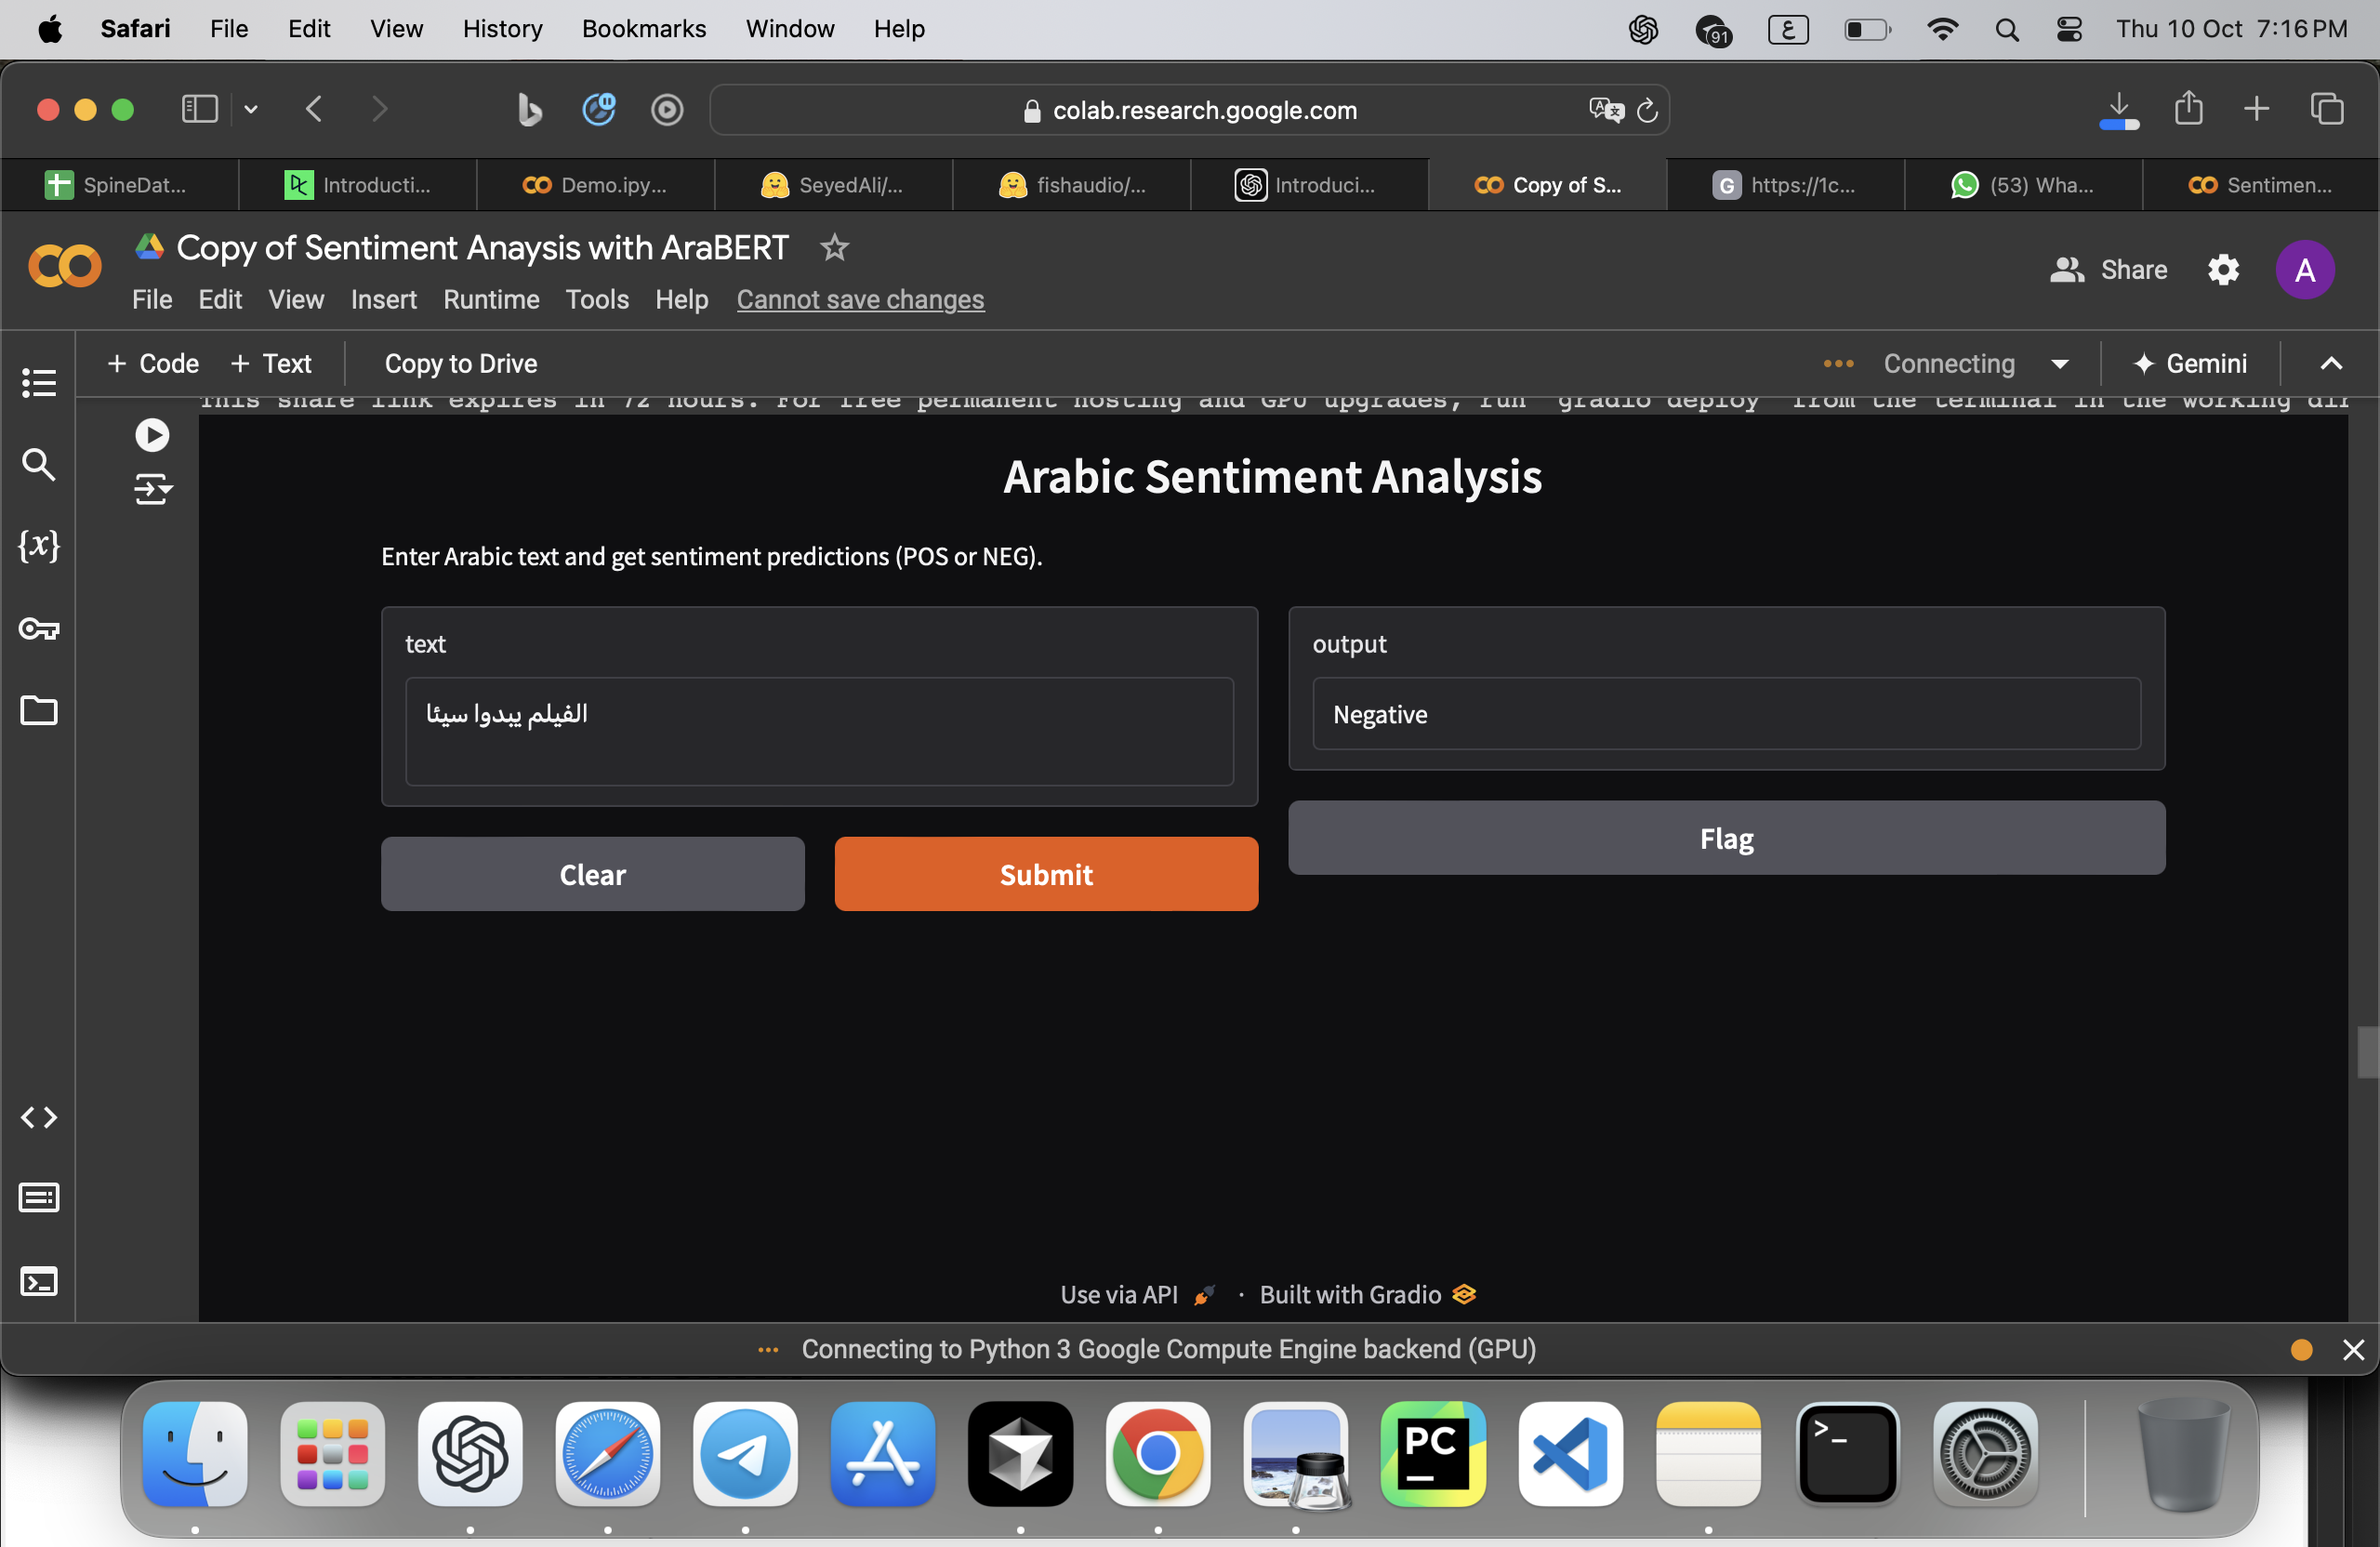 Safari File Edit View History Bookmarks Window Help 91 ع Thu 10 Oct 7:16 PM
colab.research.google.com
SpineDat... Introducti... Demo.ipy... SeyedAli/... fishaudio/... Introduci... Copy of S... G https://1c... (53) Wha... Sentimen...
Copy of Sentiment Anaysis with AraBERT
File Edit View Insert Runtime Tools Help Cannot save changes Share A
+ Code + Text Copy to Drive Connecting Gemini
This share link expires in 72 hours. For free permanent hosting and GPU upgrades, run gradio deploy from the terminal in the working dir
Arabic Sentiment Analysis
Enter Arabic text and get sentiment predictions (POS or NEG).
text
الفيلم يبدوا سيئا
output
Negative
Clear
Submit
Flag
Use via API · Built with Gradio
Connecting to Python 3 Google Compute Engine backend (GPU)
PC